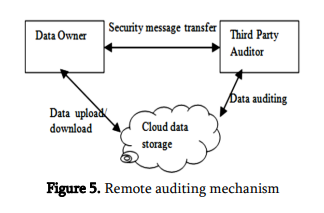 Security message transfer
Data Owner
Third Party
Auditor
Data auditing
Data upload/
download
Cloud data
storage
Figure 5. Remote auditing mechanism